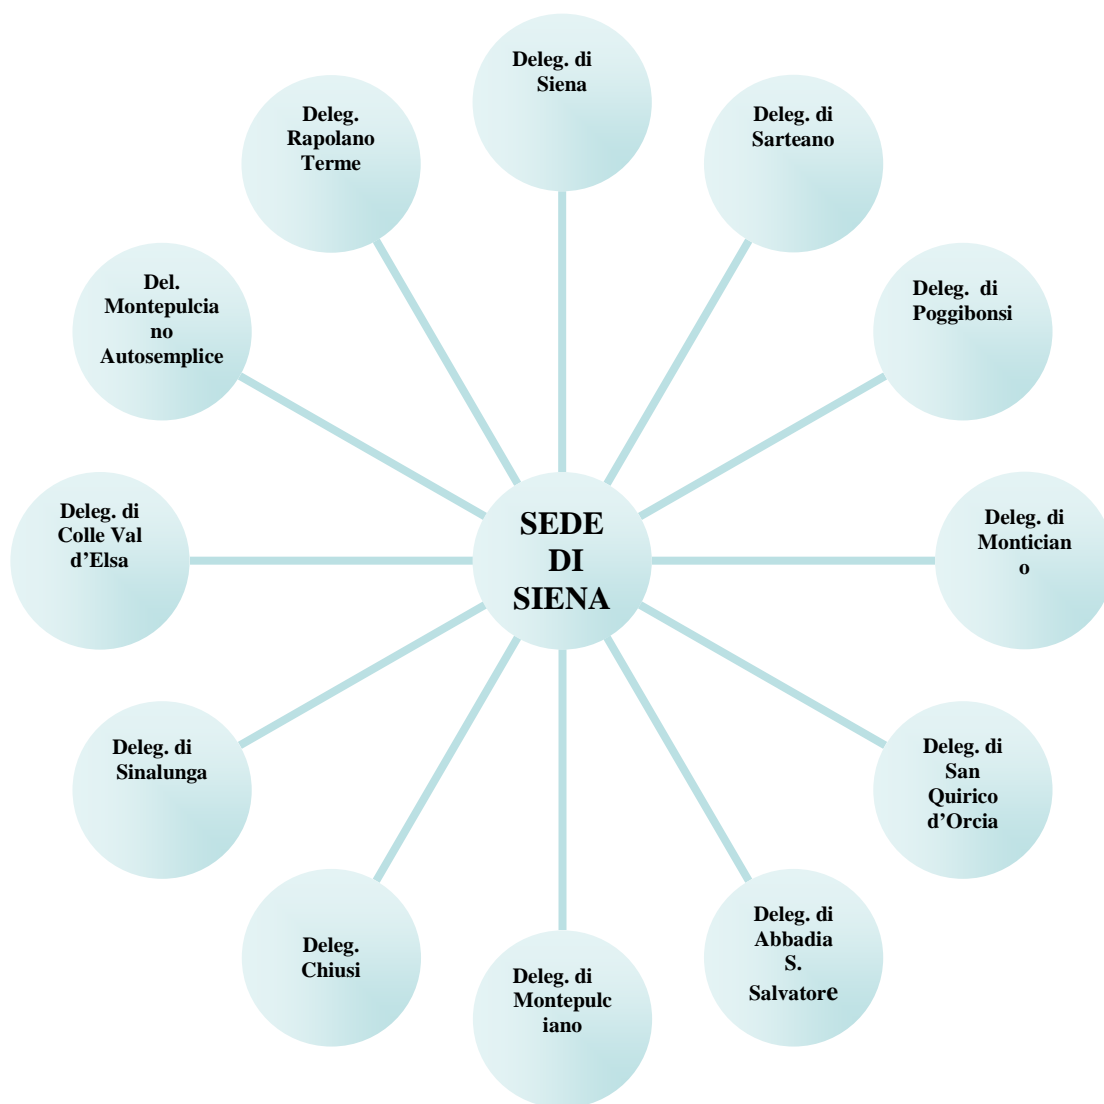 Deleg. di
Siena
Deleg. di
Sarteano
Deleg. di
Poggibonsi
Deleg. di
Montician
o
Deleg. di
San
Quirico
d’Orcia
Deleg. di
Abbadia
S.
Salvatore
Deleg. di
Montepulc
iano
Deleg.
Chiusi
Deleg. di
Sinalunga
Deleg. di
Colle Val
d’Elsa
Del.
Montepulcia
no
Autosemplice
Deleg.
Rapolano
Terme
SEDE
DI
SIENA